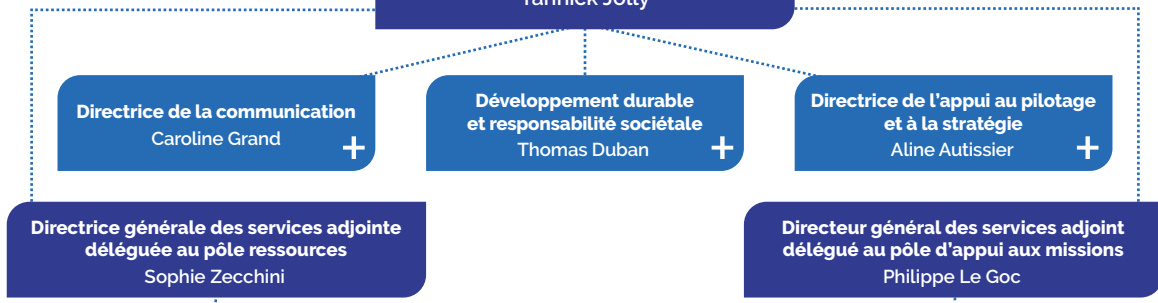 Yannick Jolly
Directrice de la communication
Caroline Grand
+
Développement durable
et responsabilité sociétale
Thomas Duban
+
Directrice de l'appui au pilotage
et à la stratégie
Aline Autissier
+
Directrice générale des services adjointe
déléguée au pôle ressources
Sophie Zecchini
Directeur général des services adjoint
délégué au pôle d'appui aux missions
Philippe Le Goc